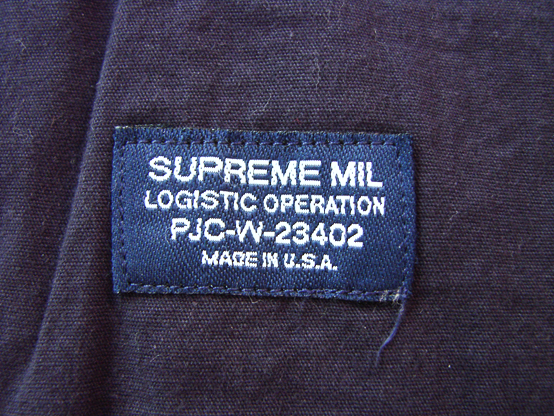 SUPREME MIL
LOGISTIC OPERATION
PJC-W-23402
MADE IN U.S.A.